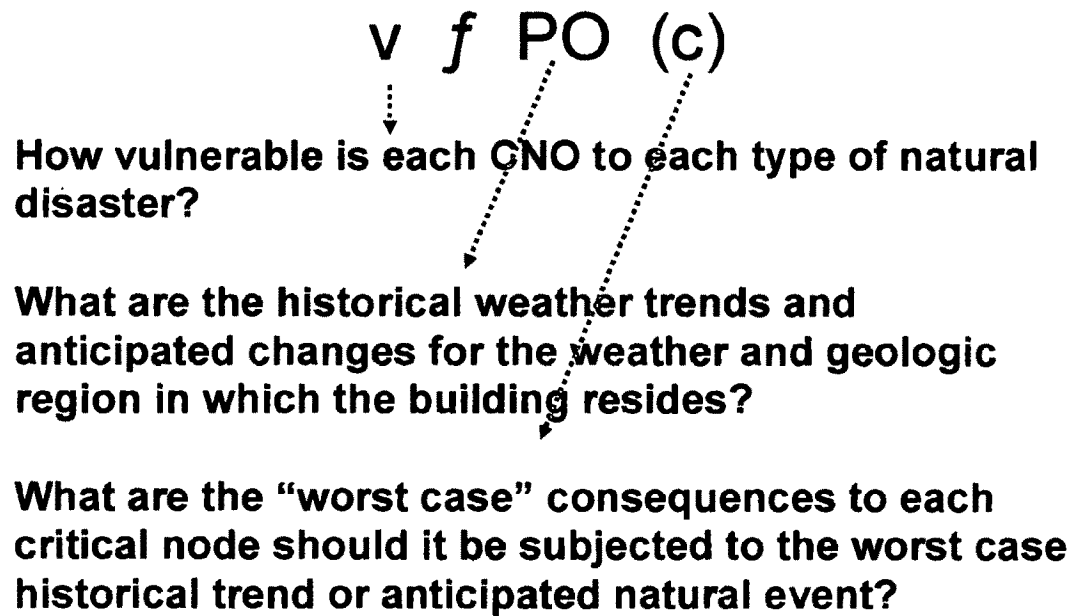 v ƒ PO (c)
How vulnerable is each CNO to each type of natural
disaster?
What are the historical weather trends and
anticipated changes for the weather and geologic
region in which the building resides?
What are the “worst case” consequences to each
critical node should it be subjected to the worst case
historical trend or anticipated natural event?